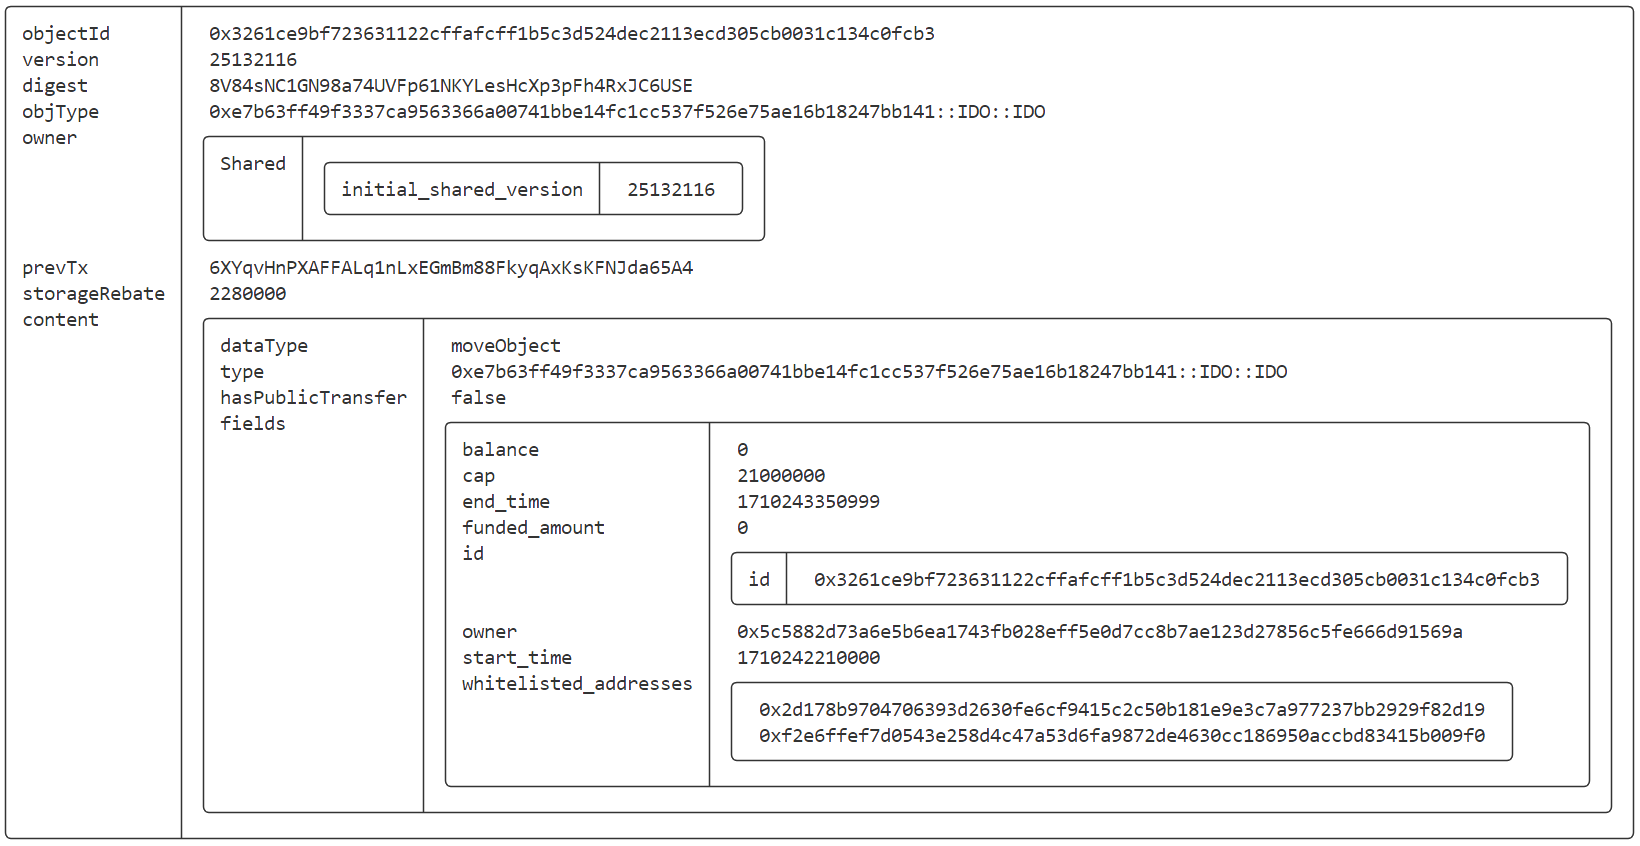 objectId 0x3261ce9bf723631122cffafcff1b5c3d524dec2113ecd305cb0031c134c0fcb3
version 25132116
digest 8V84sNC1GN98a74UVFp61NKYLesHcXp3pFh4RxJC6USE
objType 0xe7b63ff49f3337ca9563366a00741bbe14fc1cc537f526e75ae16b18247bb141::IDO::IDO
owner
Shared
initial_shared_version 25132116
prevTx 6XYqvHnPXAFFALq1nLxEGmBm88FkyqAxKsKFNJda65A4
storageRebate 2280000
content
dataType moveObject
type 0xe7b63ff49f3337ca9563366a00741bbe14fc1cc537f526e75ae16b18247bb141::IDO::IDO
hasPublicTransfer false
fields
balance 0
cap 21000000
end_time 1710243350999
funded_amount 0
id
id 0x3261ce9bf723631122cffafcff1b5c3d524dec2113ecd305cb0031c134c0fcb3
owner 0x5c5882d73a6e5b6ea1743fb028eff5e0d7cc8b7ae123d27856c5fe666d91569a
start_time 1710242210000
whitelisted_addresses
0x2d178b9704706393d2630fe6cf9415c2c50b181e9e3c7a977237bb2929f82d19
0xf2e6ffef7d0543e258d4c47a53d6fa9872de4630cc186950accbd83415b009f0